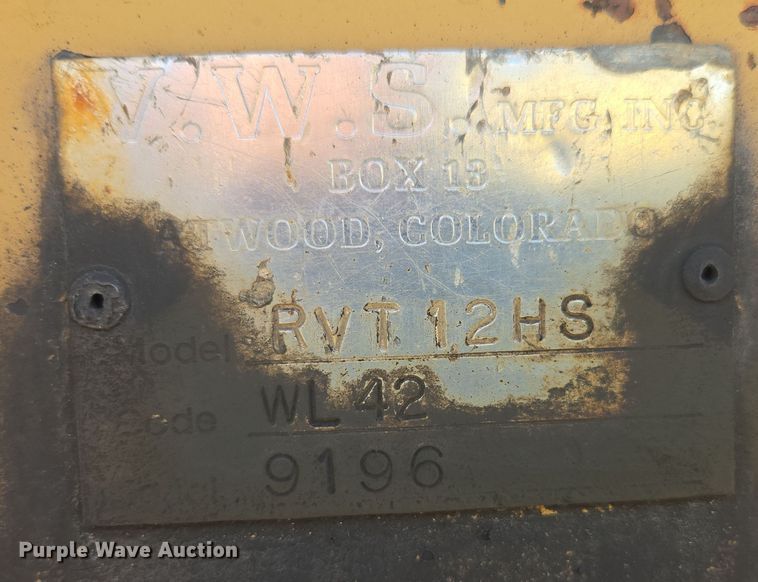 V.W.S. MFG. INC
BOX 13
ATWOOD, COLORADO
Model RVT 12HS
Code WL 42
9196
Purple Wave Auction